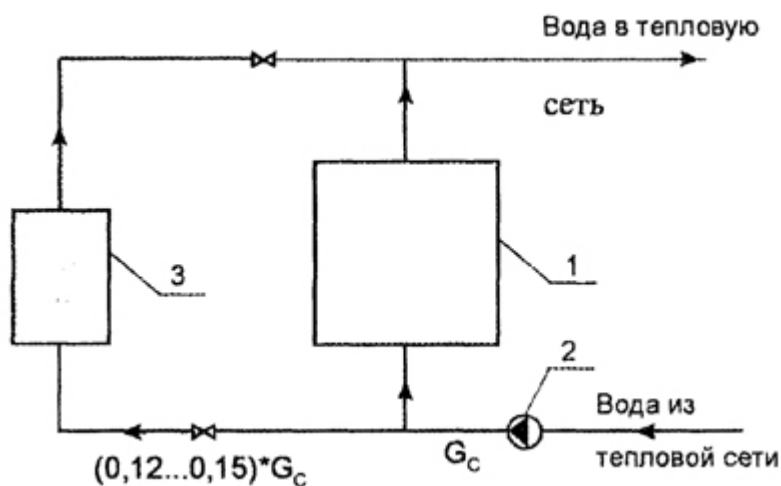 Вода в тепловую
сеть
3
1
2
Вода из
G_C
тепловой сети
(0,12...0,15)*G_C